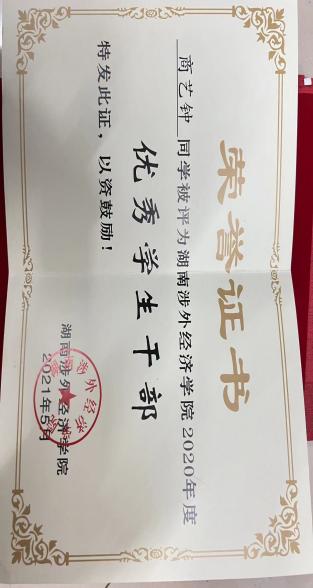 荣誉证书
商艺钟 同学被评为湖南涉外经济学院2020年度
优秀学生干部
特发此证，以资鼓励！
湖南涉外经济学院
2021年5月